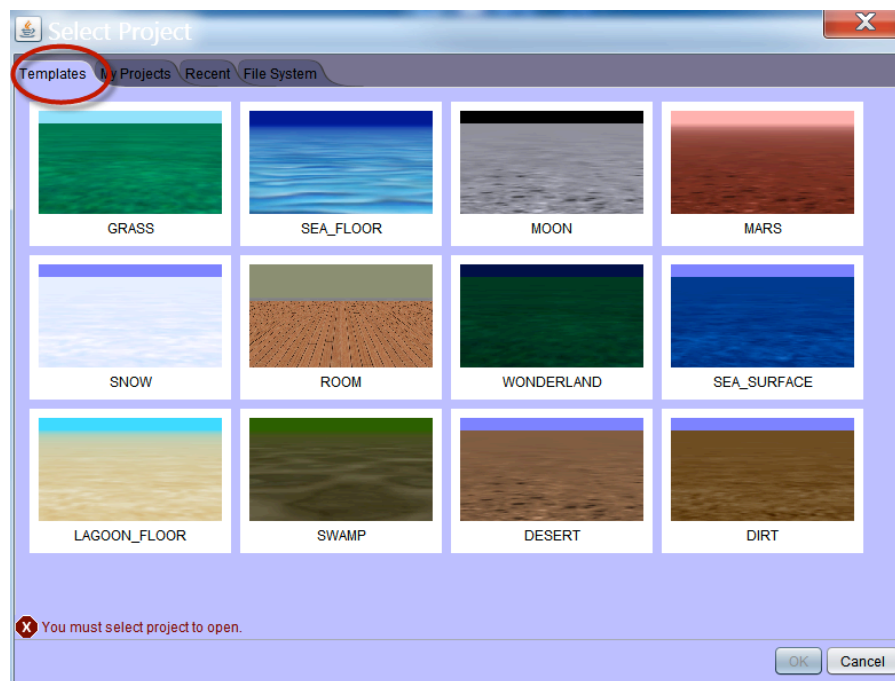 Select Project
Templates My Projects Recent File System
GRASS SEA_FLOOR MOON MARS
SNOW ROOM WONDERLAND SEA_SURFACE
LAGOON_FLOOR SWAMP DESERT DIRT
X You must select project to open.
OK Cancel